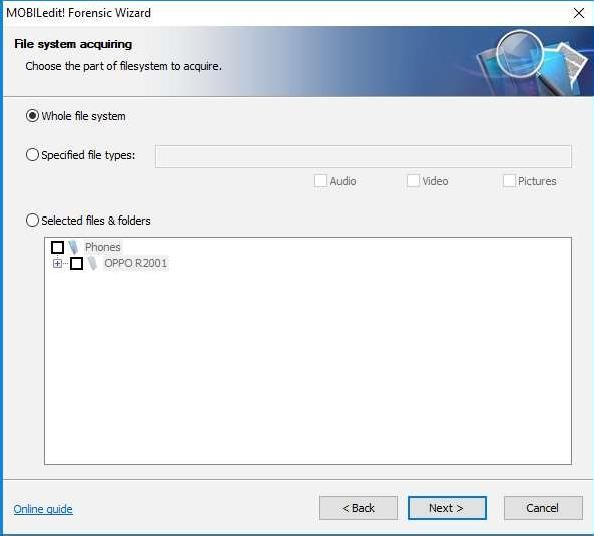 MOBILedit! Forensic Wizard
File system acquiring
Choose the part of filesystem to acquire.
Whole file system
Specified file types:
Audio Video Pictures
Selected files & folders
Phones
OPPO R2001
Online guide < Back Next > Cancel